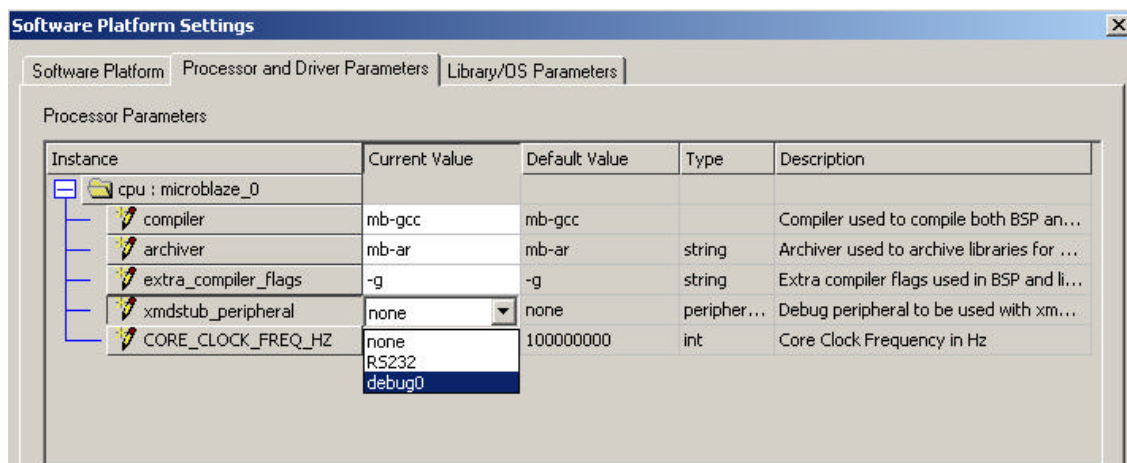 Software Platform Settings
Software Platform Processor and Driver Parameters Library/OS Parameters
Processor Parameters
Instance Current Value Default Value Type Description
cpu : microblaze_0
compiler mb-gcc mb-gcc Compiler used to compile both BSP an...
archiver mb-ar mb-ar string Archiver used to archive libraries for ...
extra_compiler_flags -g -g string Extra compiler flags used in BSP and li...
xmdstub_peripheral none none peripher... Debug peripheral to be used with xm...
CORE_CLOCK_FREQ_HZ none 100000000 int Core Clock Frequency in Hz
RS232
debug0